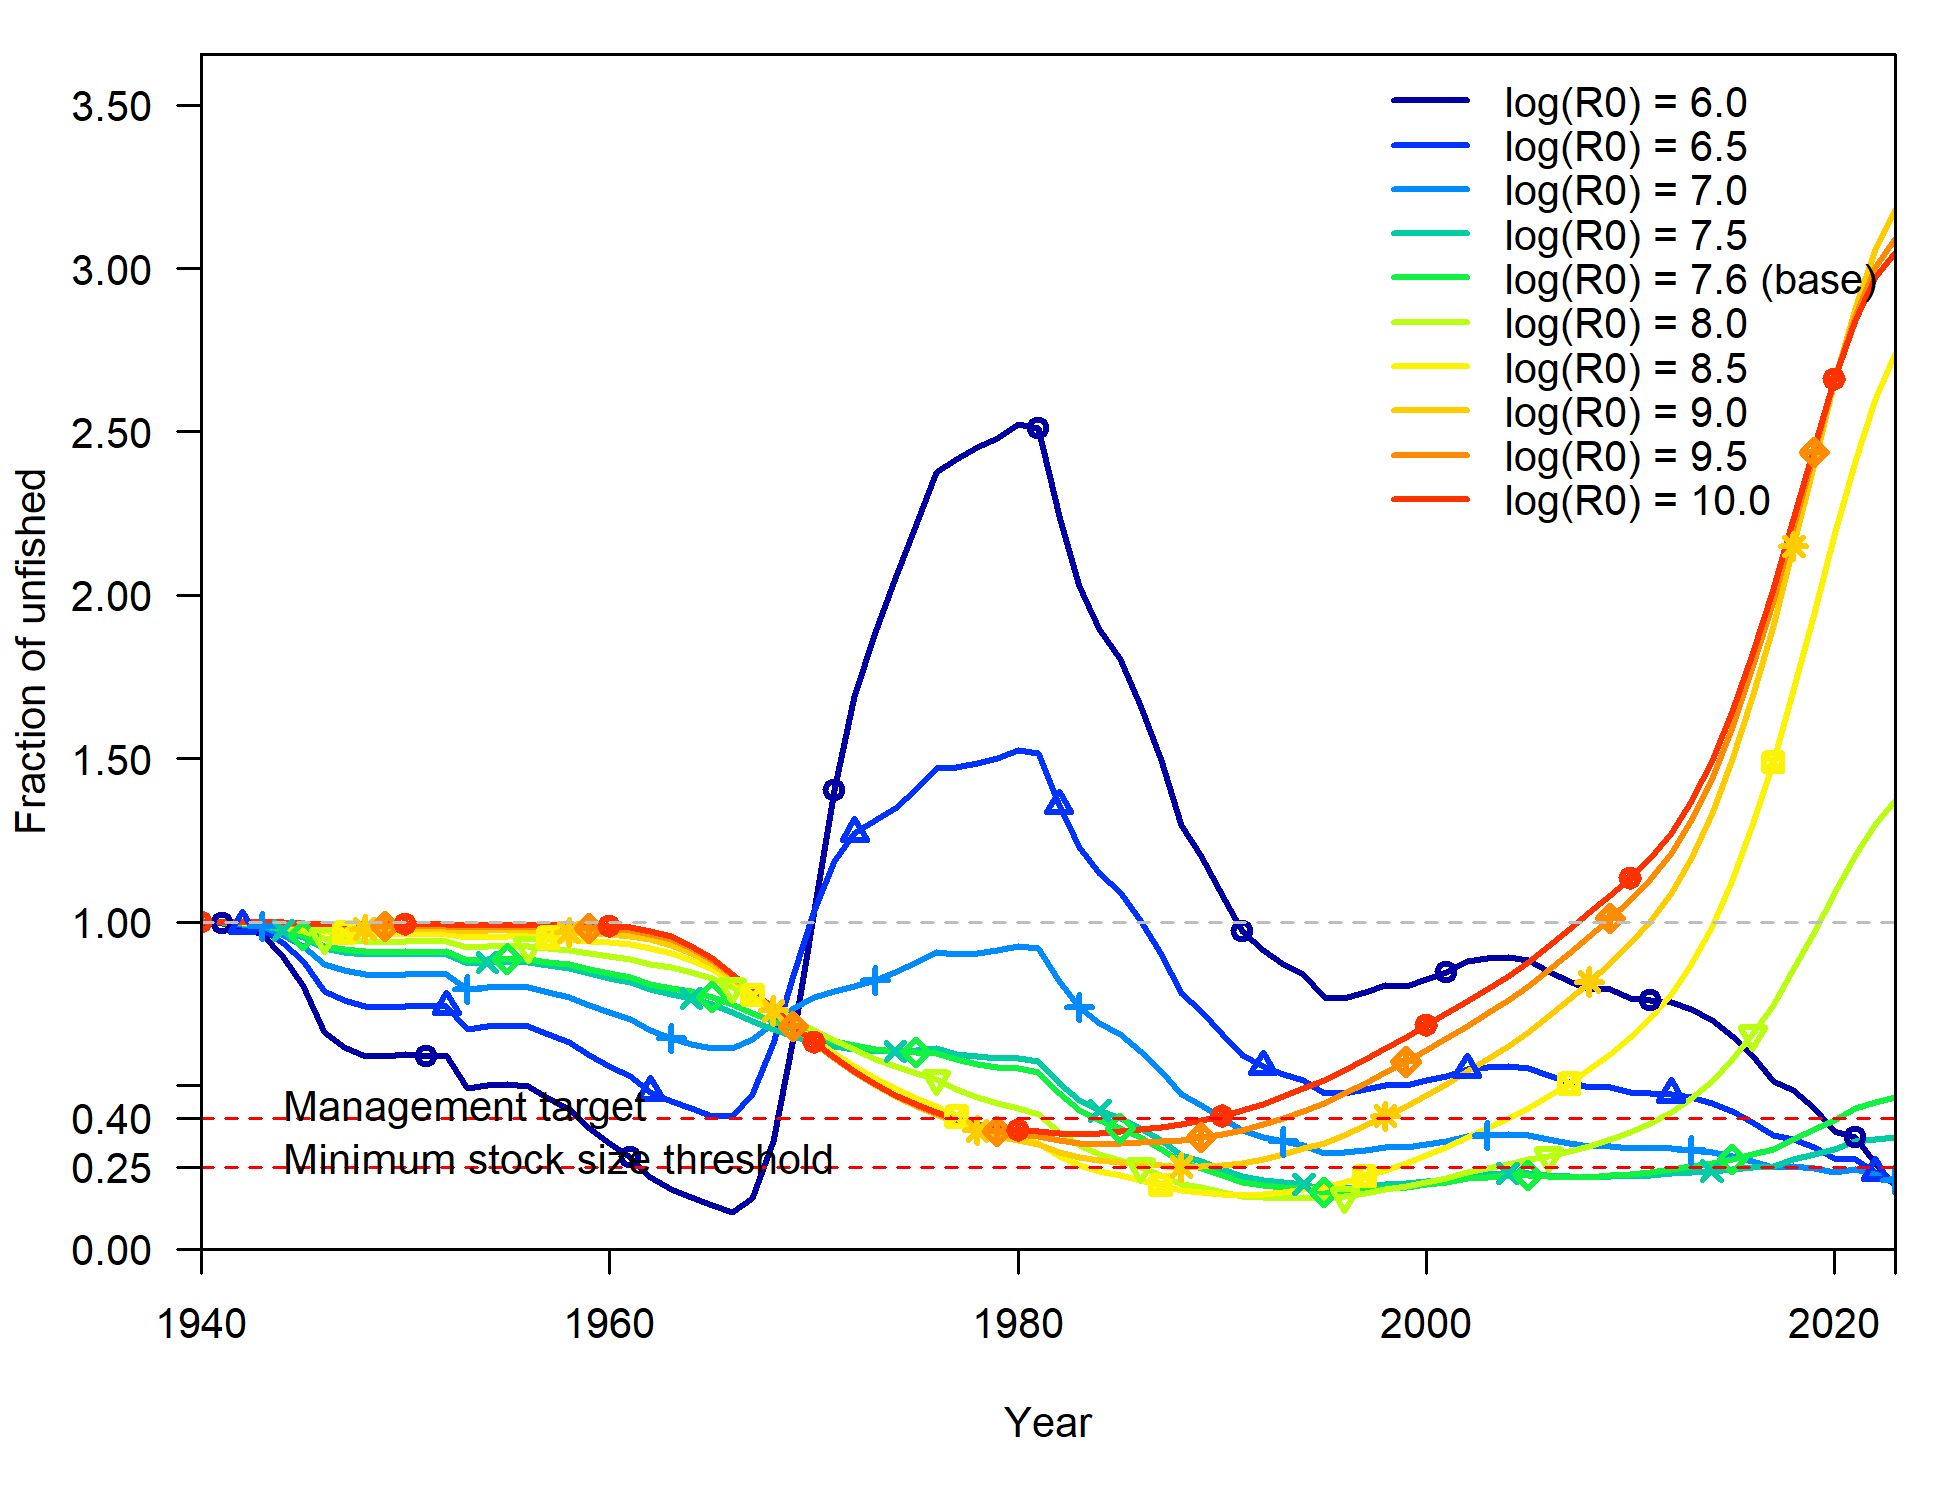 3.50
3.00
2.50
2.00
1.50
1.00
0.40
0.25
0.00
Fraction of unfished
log(R0) = 6.0
log(R0) = 6.5
log(R0) = 7.0
log(R0) = 7.5
log(R0) = 7.6 (base)
log(R0) = 8.0
log(R0) = 8.5
log(R0) = 9.0
log(R0) = 9.5
log(R0) = 10.0
Management target
Minimum stock size threshold
1940 1960 1980 2000 2020
Year